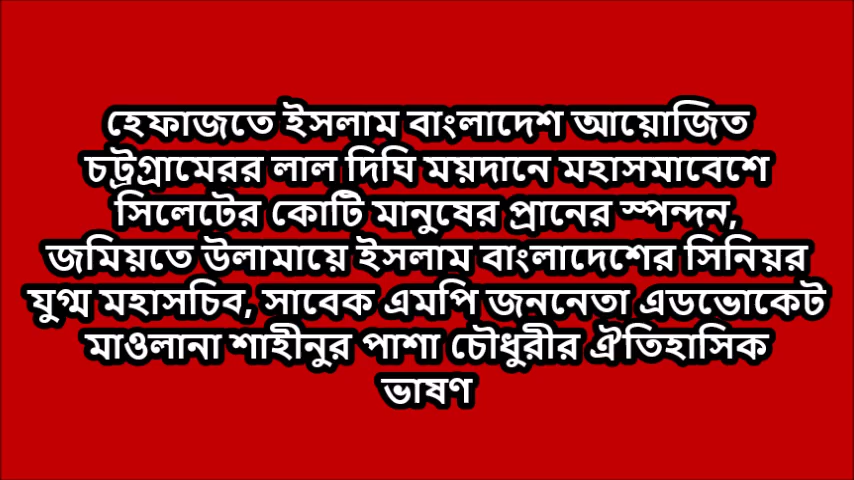 হেফাজতে ইসলাম বাংলাদেশ আয়োজিত
চট্রগ্রামেরর লাল দিঘি ময়দানে মহাসমাবেশে
সিলেটের কোটি মানুষের প্রানের স্পন্দন,
জমিয়তে উলামায়ে ইসলাম বাংলাদেশের সিনিয়র
যুগ্ম মহাসচিব, সাবেক এমপি জননেতা এডভোকেট
মাওলানা শাহীনুর পাশা চৌধুরীর ঐতিহাসিক
ভাষণ